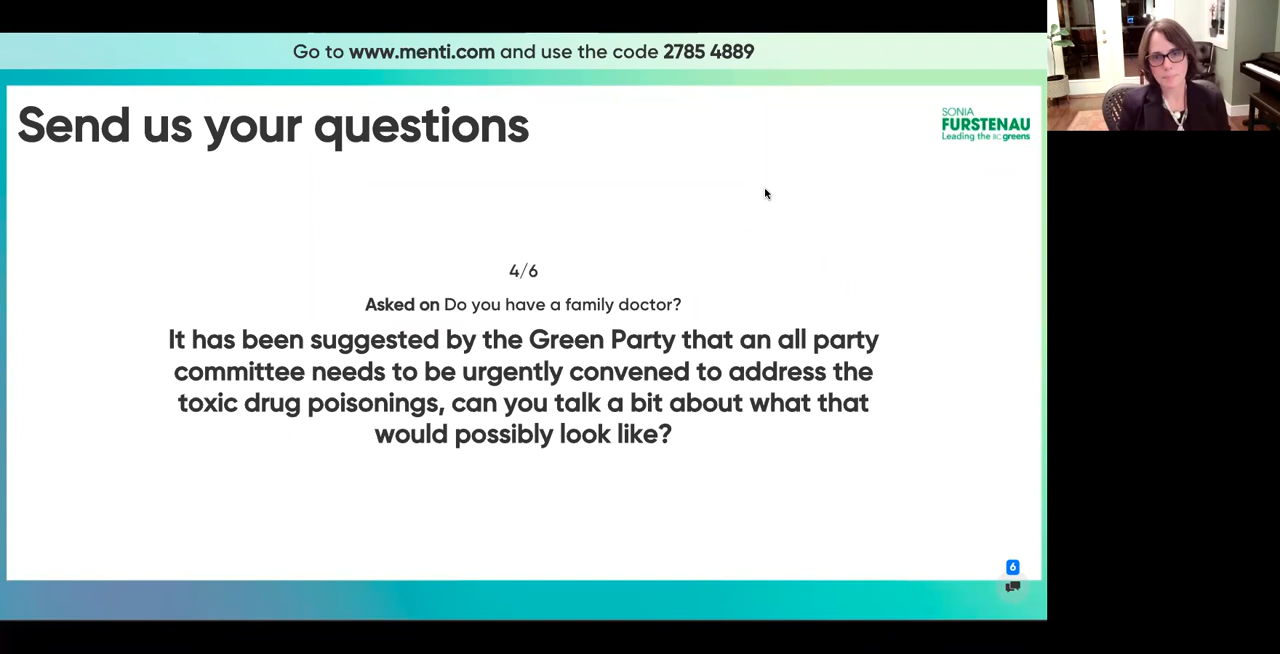 Go to www.menti.com and use the code 2785 4889
Send us your questions
SONIA
FURSTENAU
Leading the BC greens
4/6
Asked on Do you have a family doctor?
It has been suggested by the Green Party that an all party
committee needs to be urgently convened to address the
toxic drug poisonings, can you talk a bit about what that
would possibly look like?
6